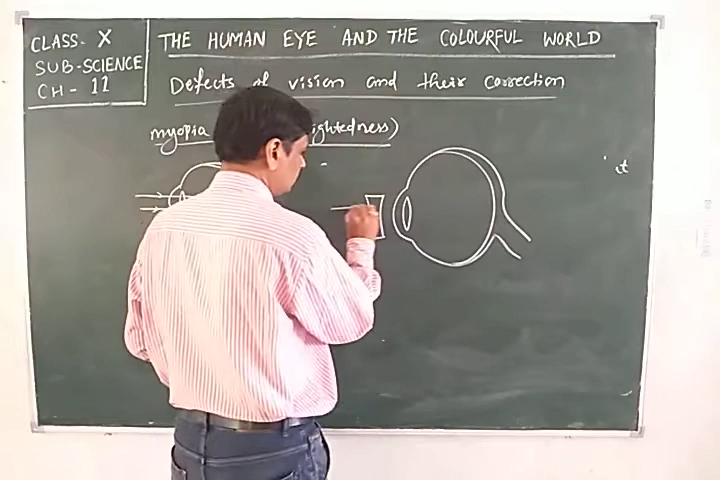 CLASS- X
SUB-SCIENCE
CH- 11
THE HUMAN EYE AND THE COLOURFUL WORLD
Defects of vision and their correction
myopia ightedness)
it